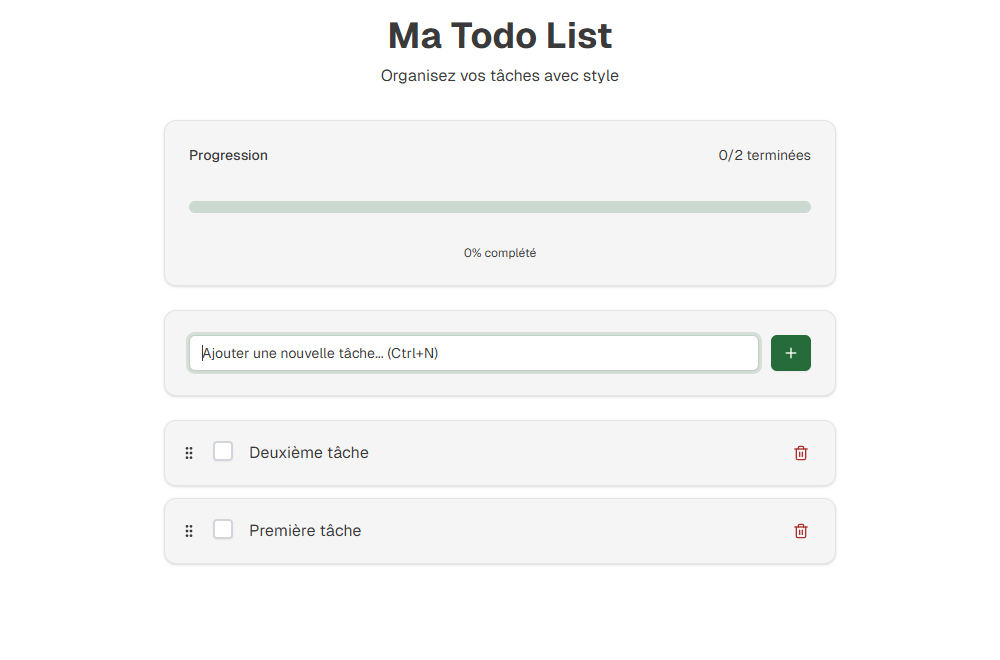 Ma Todo List
Organisez vos tâches avec style
Progression
0/2 terminées
0% complété
Ajouter une nouvelle tâche... (Ctrl+N)
Deuxième tâche
Première tâche